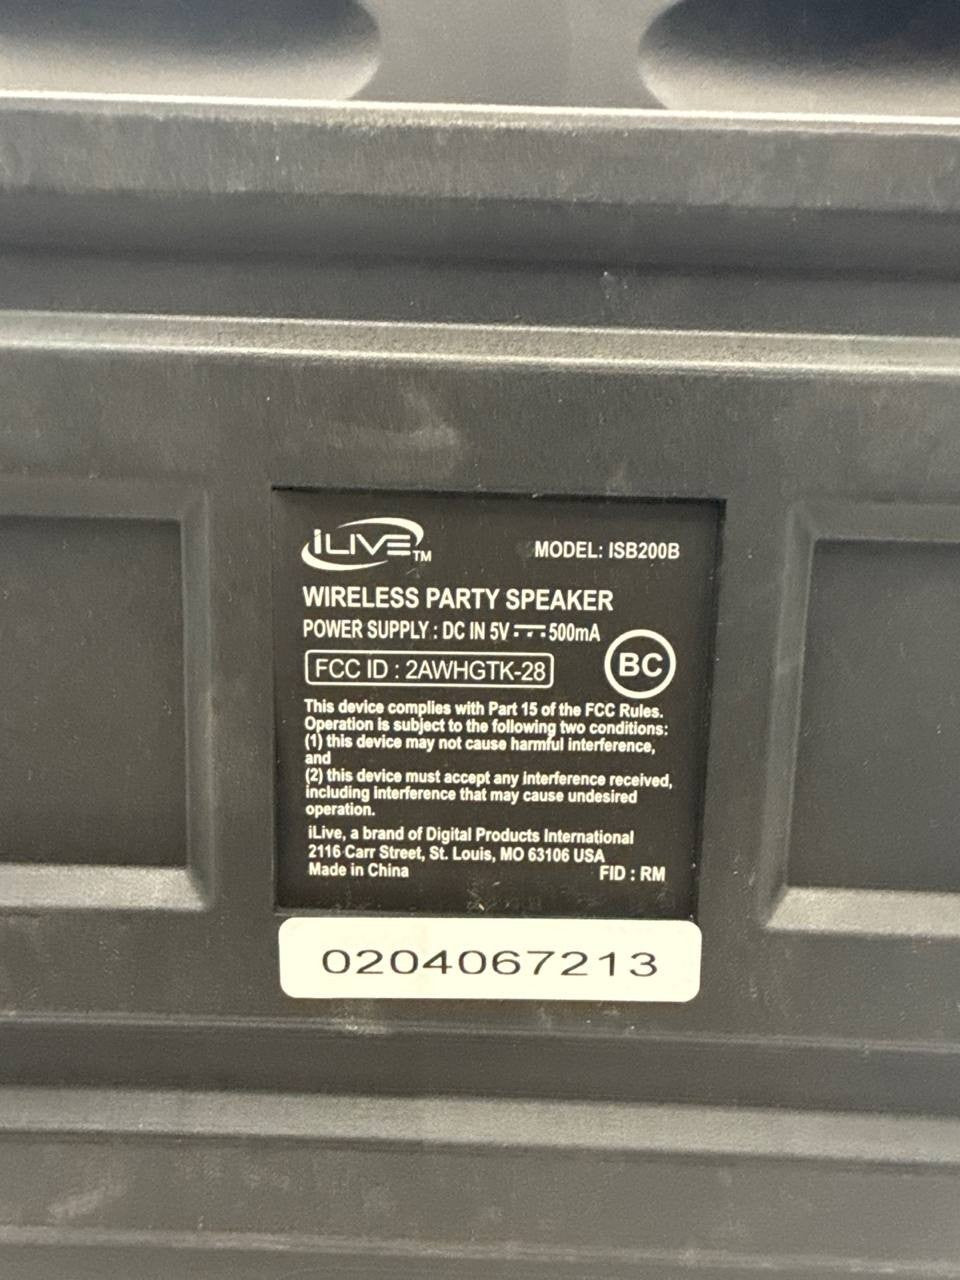 iLIVE™
MODEL: ISB200B
WIRELESS PARTY SPEAKER
POWER SUPPLY : DC IN 5V ⎓ 500mA
BC
FCC ID : 2AWHGTK-28
This device complies with Part 15 of the FCC Rules.
Operation is subject to the following two conditions:
(1) this device may not cause harmful interference,
and
(2) this device must accept any interference received,
including interference that may cause undesired
operation.
iLive, a brand of Digital Products International
2116 Carr Street, St. Louis, MO 63106 USA
Made in China
FID : RM
0204067213